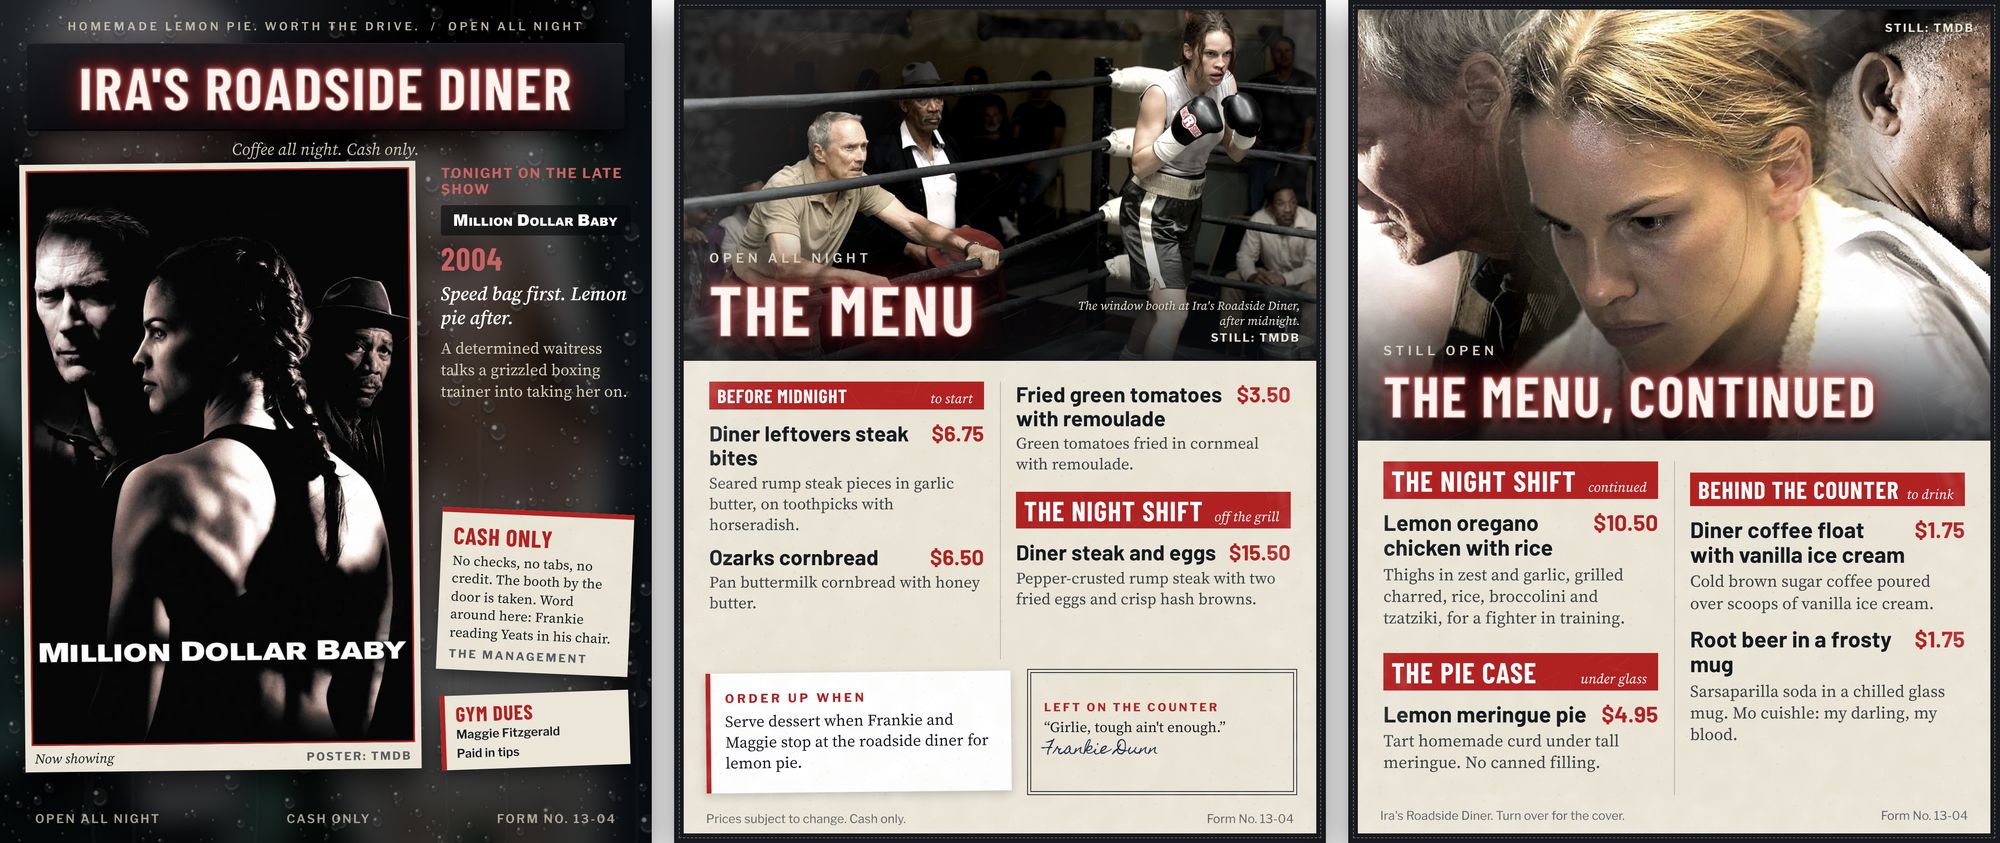 HOMEMADE LEMON PIE. WORTH THE DRIVE. / OPEN ALL NIGHT
IRA'S ROADSIDE DINER
Coffee all night. Cash only.
TONIGHT ON THE LATE
SHOW
MILLION DOLLAR BABY
2004
Speed bag first. Lemon
pie after.
A determined waitress
talks a grizzled boxing
trainer into taking her on.
MILLION DOLLAR BABY
Now showing
POSTER: TMDB
CASH ONLY
No checks, no tabs, no
credit. The booth by the
door is taken. Word
around here: Frankie
reading Yeats in his chair.
THE MANAGEMENT
GYM DUES
Maggie Fitzgerald
Paid in tips
OPEN ALL NIGHT
CASH ONLY
FORM NO. 13-04
OPEN ALL NIGHT
THE MENU
The window booth at Ira's Roadside Diner,
after midnight.
STILL: TMDB
BEFORE MIDNIGHT to start
Diner leftovers steak $6.75
bites
Seared rump steak pieces in garlic
butter, on toothpicks with
horseradish.
Ozarks cornbread $6.50
Pan buttermilk cornbread with honey
butter.
Fried green tomatoes $3.50
with remoulade
Green tomatoes fried in cornmeal
with remoulade.
THE NIGHT SHIFT off the grill
Diner steak and eggs $15.50
Pepper-crusted rump steak with two
fried eggs and crisp hash browns.
ORDER UP WHEN
Serve dessert when Frankie and
Maggie stop at the roadside diner for
lemon pie.
LEFT ON THE COUNTER
“Girlie, tough ain't enough.”
Frankie Dunn
Prices subject to change. Cash only.
Form No. 13-04
STILL: TMDB
STILL OPEN
THE MENU, CONTINUED
THE NIGHT SHIFT continued
Lemon oregano $10.50
chicken with rice
Thighs in zest and garlic, grilled
charred, rice, broccolini and
tzatziki, for a fighter in training.
THE PIE CASE under glass
Lemon meringue pie $4.95
Tart homemade curd under tall
meringue. No canned filling.
BEHIND THE COUNTER to drink
Diner coffee float $1.75
with vanilla ice cream
Cold brown sugar coffee poured
over scoops of vanilla ice cream.
Root beer in a frosty $1.75
mug
Sarsaparilla soda in a chilled glass
mug. Mo cuishle: my darling, my
blood.
Ira's Roadside Diner. Turn over for the cover.
Form No. 13-04